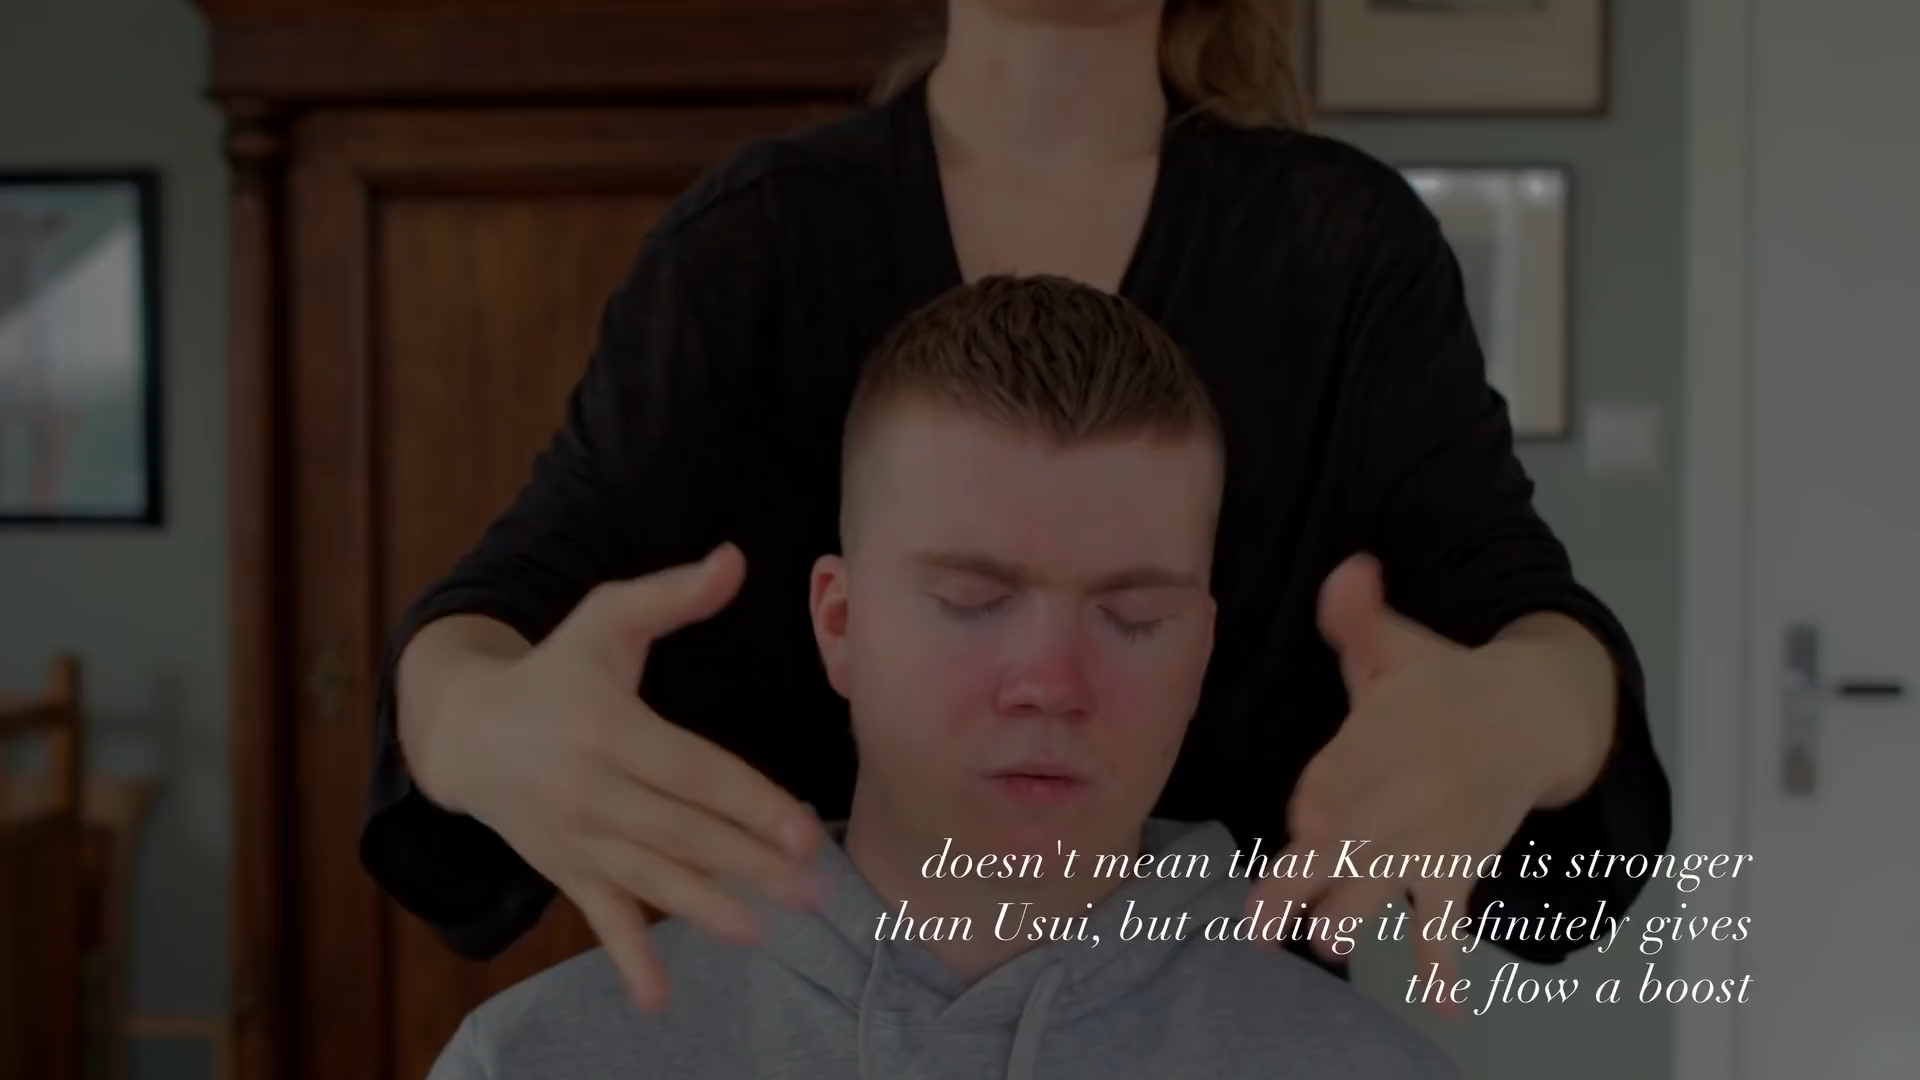 doesn't mean that Karuna is stronger
than Usui, but adding it definitely gives
the flow a boost